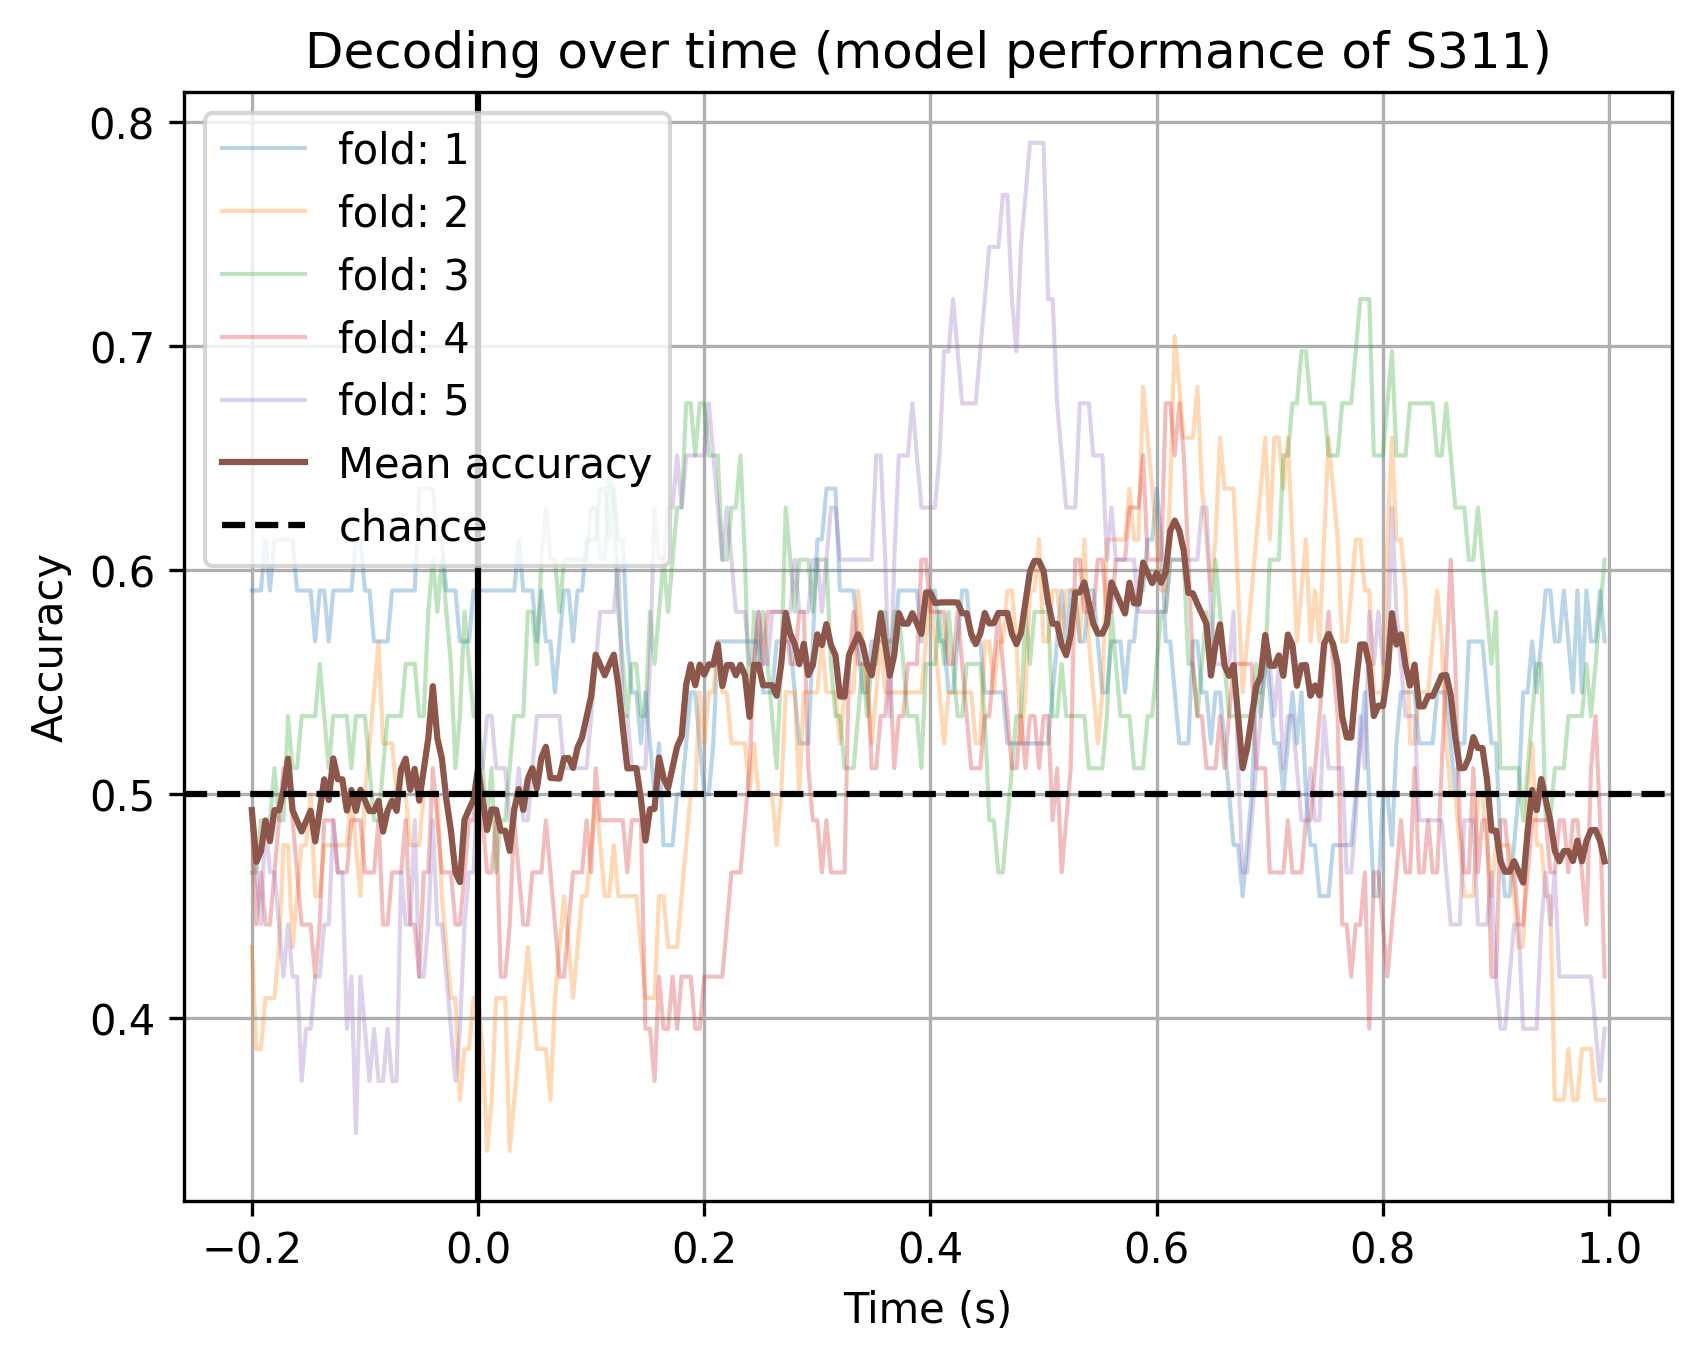 Decoding over time (model performance of S311)
0.8
0.7
0.6
0.5
0.4
Accuracy
fold: 1
fold: 2
fold: 3
fold: 4
fold: 5
Mean accuracy
chance
−0.2 0.0 0.2 0.4 0.6 0.8 1.0
Time (s)